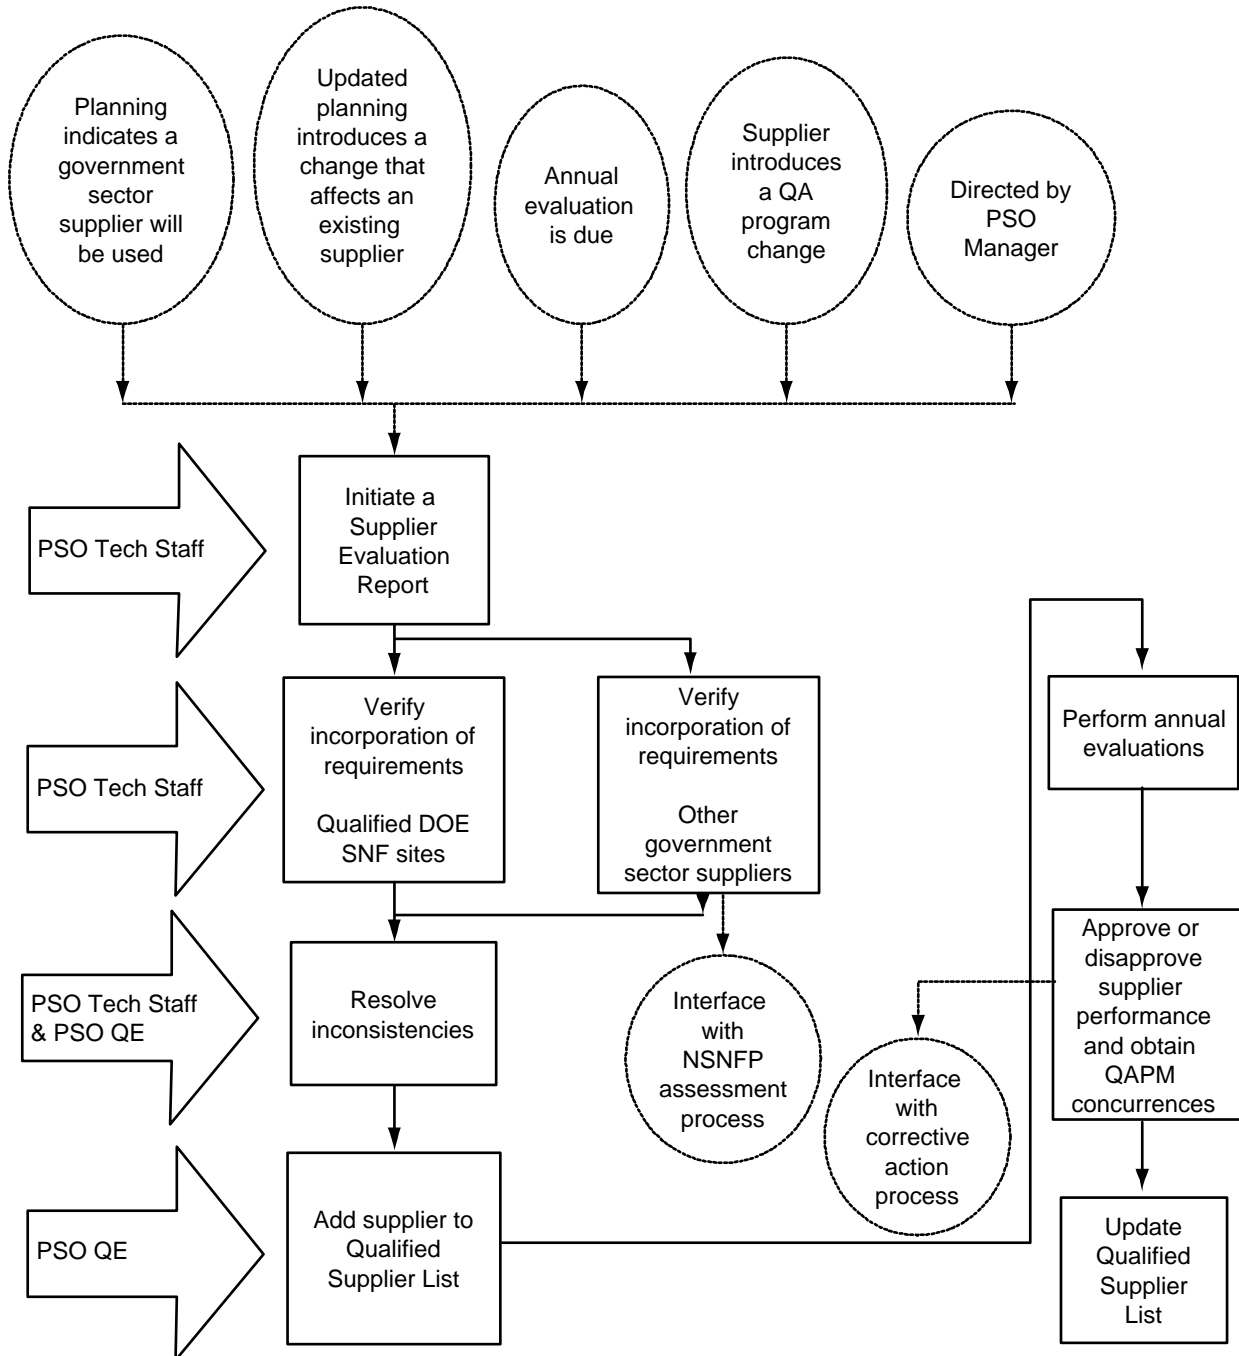 Planning
indicates a
government
sector
supplier will
be used
Updated
planning
introduces a
change that
affects an
existing
supplier
Annual
evaluation
is due
Supplier
introduces
a QA
program
change
Directed by
PSO
Manager
PSO Tech Staff
Initiate a
Supplier
Evaluation
Report
PSO Tech Staff
Verify
incorporation of
requirements
Qualified DOE
SNF sites
Verify
incorporation of
requirements
Other
government
sector suppliers
Perform annual
evaluations
PSO Tech Staff
& PSO QE
Resolve
inconsistencies
Interface
with
NSNFP
assessment
process
Interface
with
corrective
action
process
Approve or
disapprove
supplier
performance
and obtain
QAPM
concurrences
PSO QE
Add supplier to
Qualified
Supplier List
Update
Qualified
Supplier
List